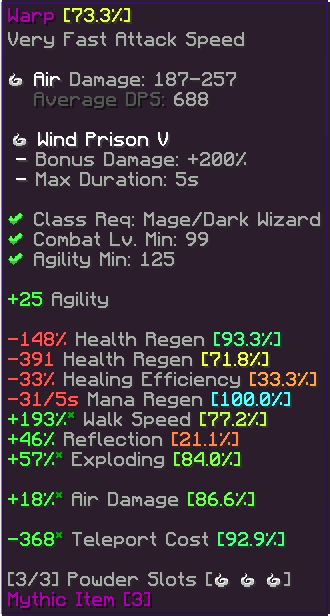 Warp [73.3%]
Very Fast Attack Speed
Air Damage: 187-257
Average DPS: 688
Wind Prison V
- Bonus Damage: +200%
- Max Duration: 5s
✔ Class Req: Mage/Dark Wizard
✔ Combat Lv. Min: 99
✔ Agility Min: 125
+25 Agility
-148% Health Regen [93.3%]
-391 Health Regen [71.8%]
-33% Healing Efficiency [33.3%]
-31/5s Mana Regen [100.0%]
+193%* Walk Speed [77.2%]
+46% Reflection [21.1%]
+57%* Exploding [84.0%]
+18%* Air Damage [86.6%]
-368* Teleport Cost [92.9%]
[3/3] Powder Slots [ ]
Mythic Item [3]